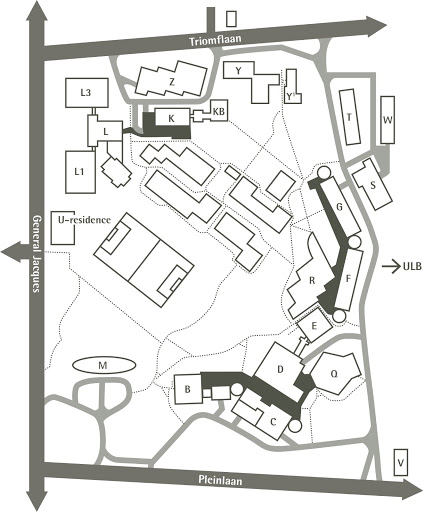 Triomflaan
Z
Y
Y'
L3
KB
K
T
W
L
L1
S
G
U-residence
General Jacques
ULB
R
F
E
M
D
Q
B
C
V
Pleinlaan